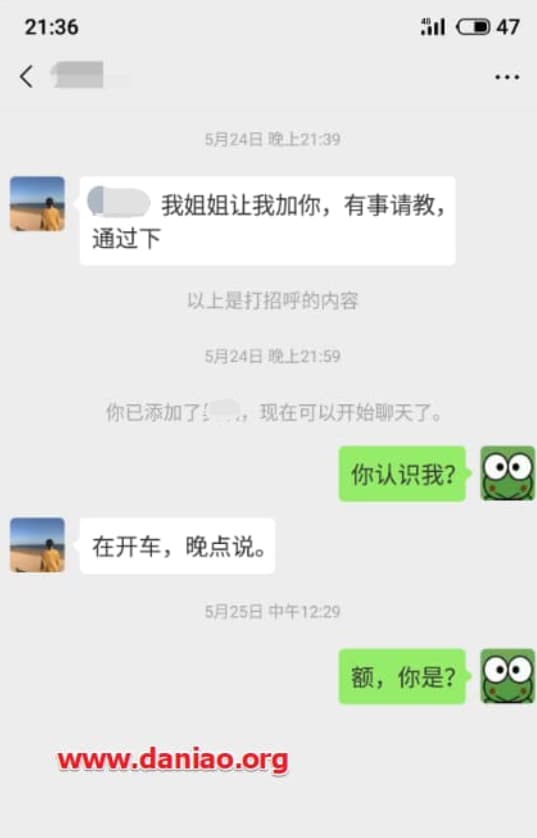 21:36
4G
47
5月24日 晚上21:39
我姐姐让我加你，有事请教，
通过下
以上是打招呼的内容
5月24日 晚上21:59
你已添加了，现在可以开始聊天了。
你认识我？
在开车，晚点说。
5月25日 中午12:29
额，你是？
www.daniao.org